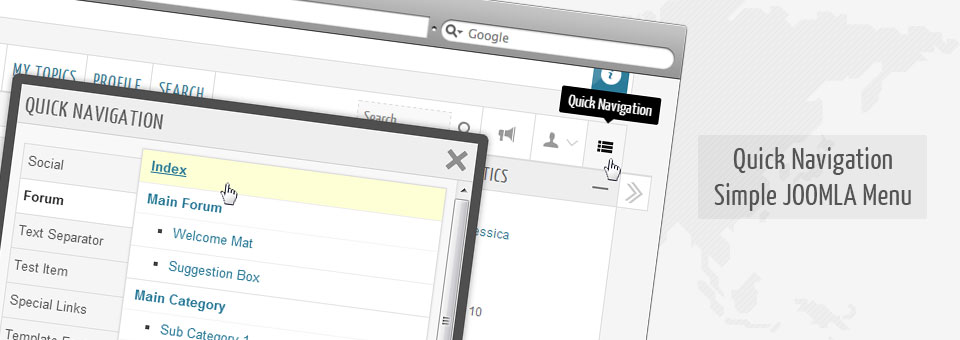 Google
MY TOPICS PROFILE SEARCH
Search
Quick Navigation
QUICK NAVIGATION
Social
Forum
Text Separator
Test Item
Special Links
Index
Main Forum
Welcome Mat
Suggestion Box
Main Category
Sub Category 1
TICS
essica
10
Quick Navigation
Simple JOOMLA Menu